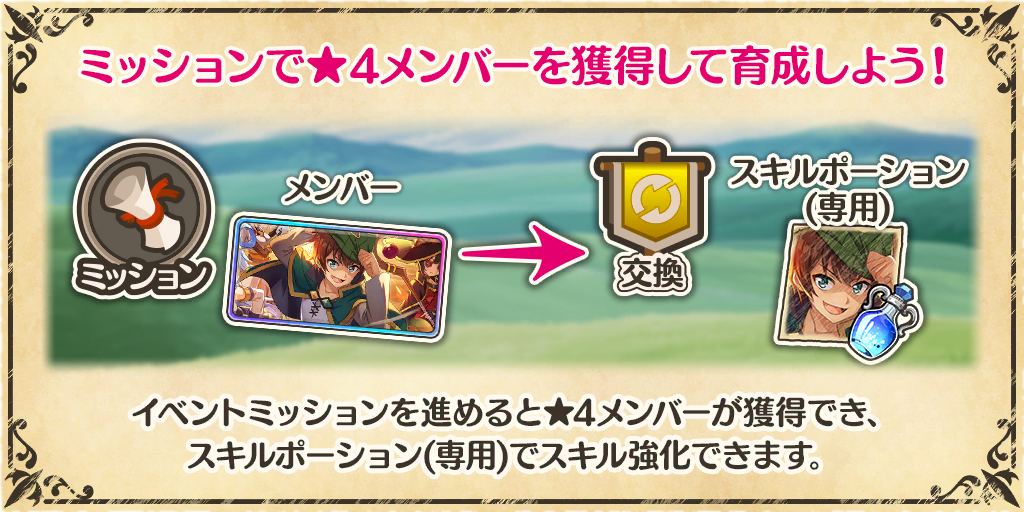 ミッションで★4メンバーを獲得して育成しよう!
メンバー
ミッション
交換
スキルポーション
(専用)
イベントミッションを進めると★4メンバーが獲得でき、
スキルポーション(専用)でスキル強化できます。